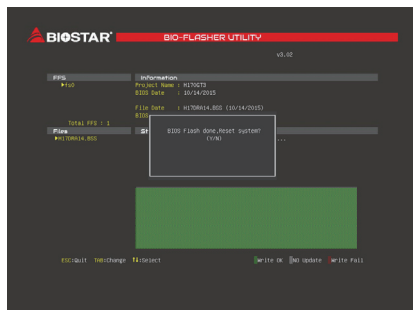 BIOSTAR®
BIO-FLASHER UTILITY
v3.02
FFS
fs0
Total FFS : 1
Files
H170RA14.BSS
Information
Project Name : H170GT3
BIOS Date : 10/14/2015
File Date : H170RA14.BSS (10/14/2015)
BIOS
St
BIOS Flash done,Reset system?
(Y/N)
...
ESC:Quit TAB:Change ↑↓:Select
Write OK NO Update Write Fail